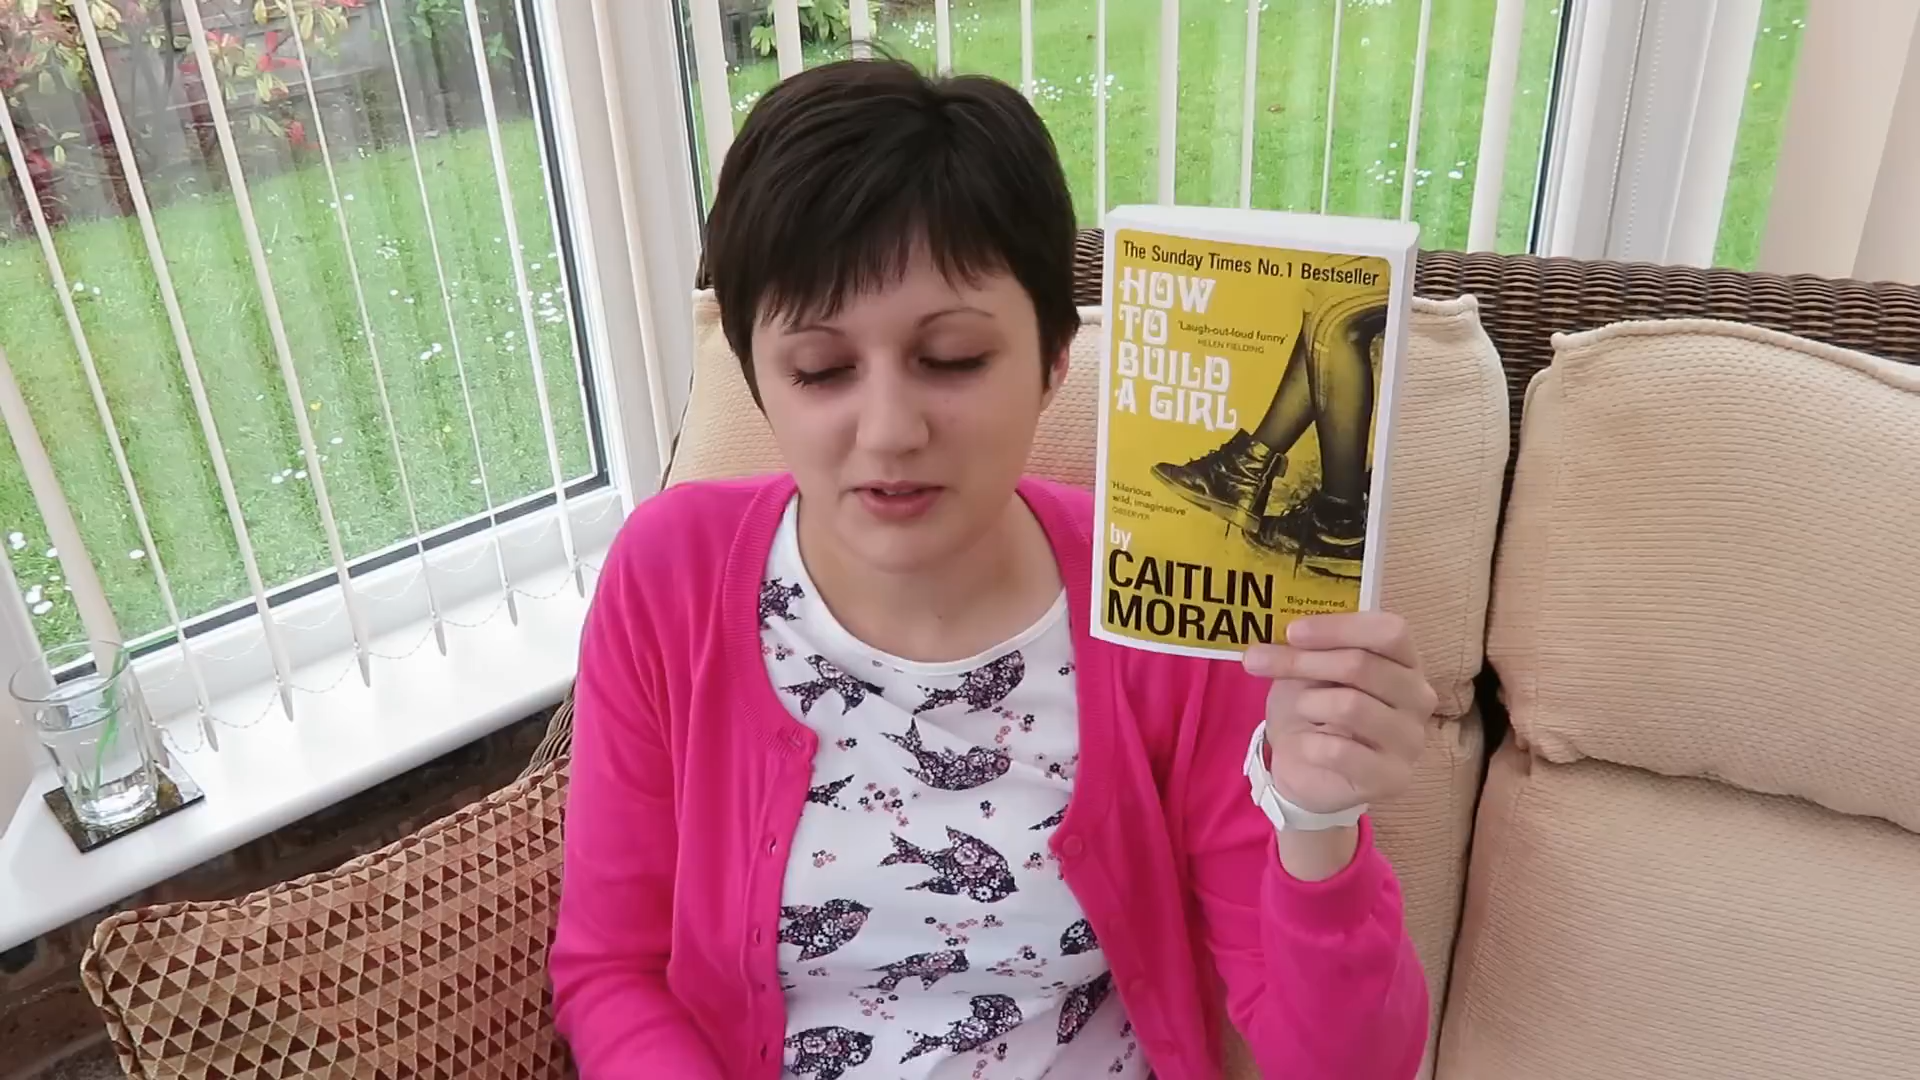 The Sunday Times No.1 Bestseller
HOW
TO
BUILD
A GIRL
'Laugh-out-loud funny'
HELEN FIELDING
'Hilarious,
wild, imaginative'
OBSERVER
by
CAITLIN
MORAN
'Big-hearted,